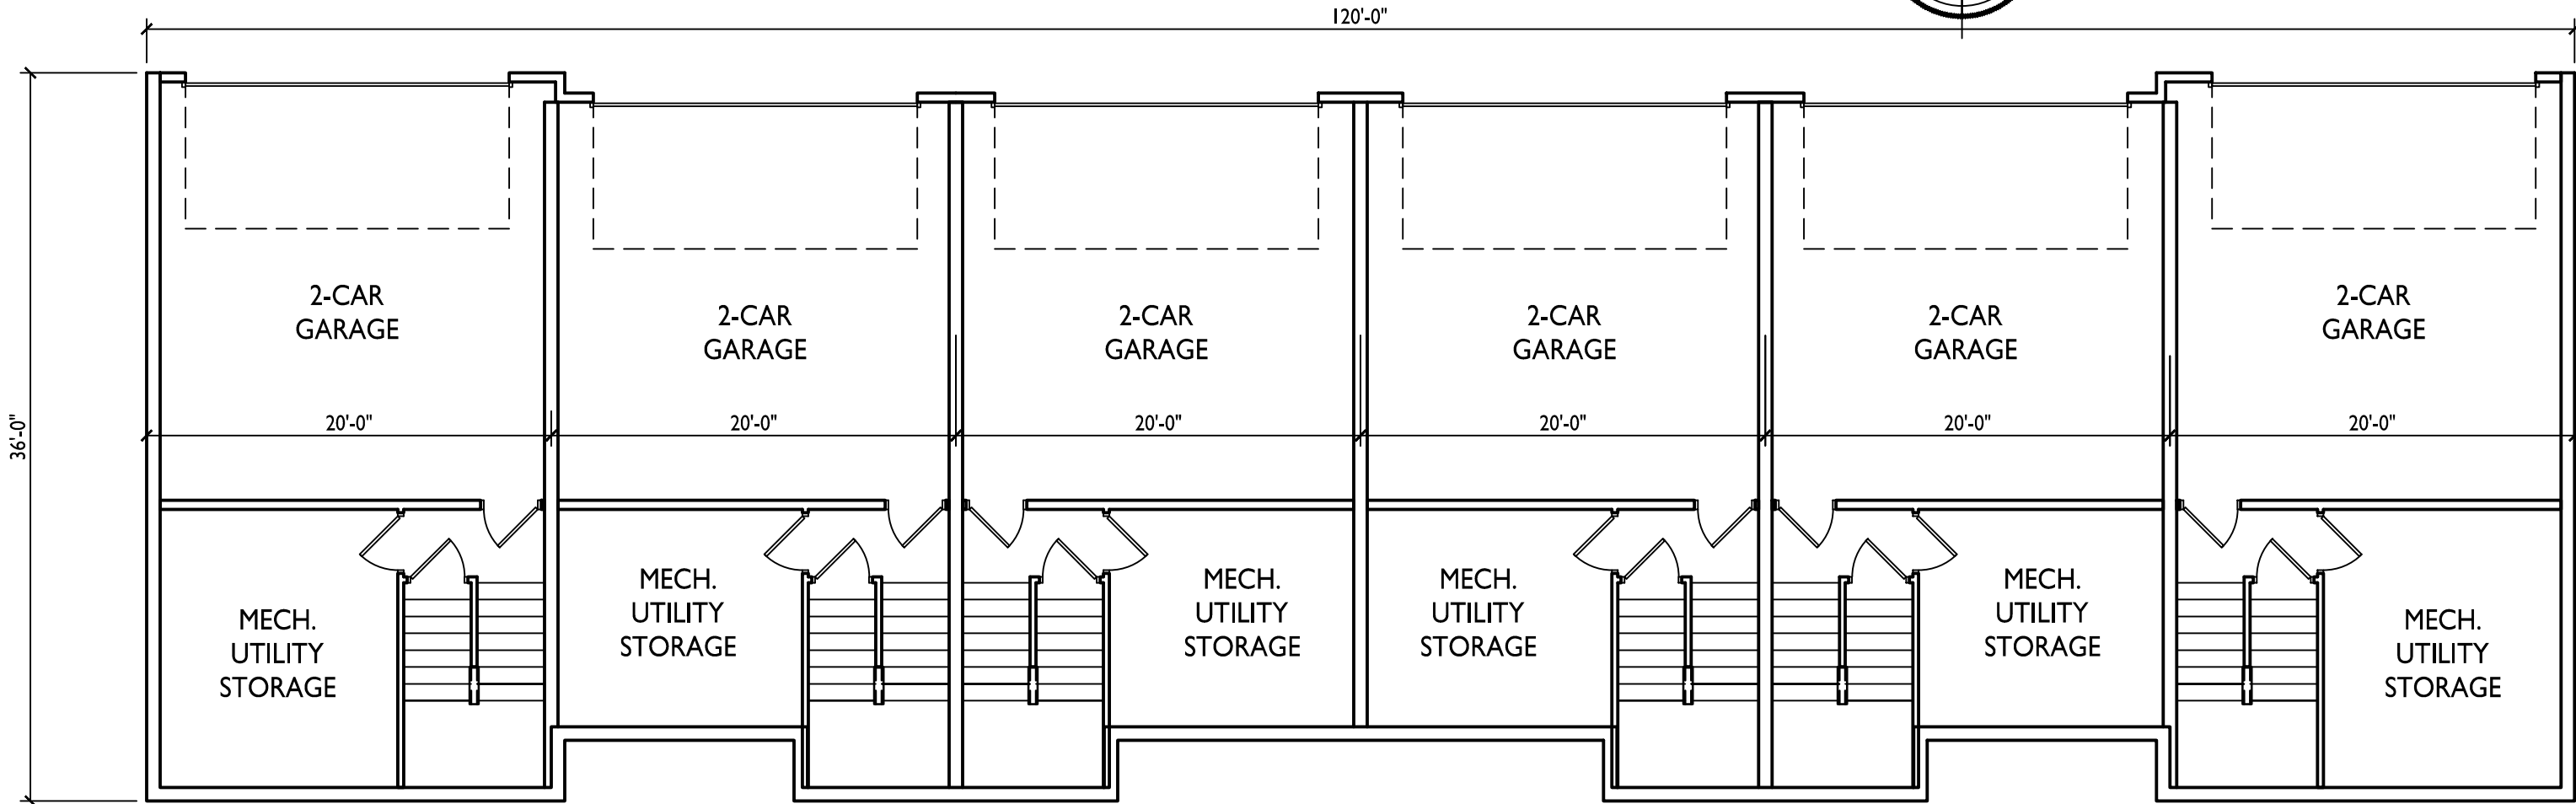 120'-0"
36'-0"
2-CAR
GARAGE
2-CAR
GARAGE
2-CAR
GARAGE
2-CAR
GARAGE
2-CAR
GARAGE
2-CAR
GARAGE
20'-0"
20'-0"
20'-0"
20'-0"
20'-0"
20'-0"
MECH.
UTILITY
STORAGE
MECH.
UTILITY
STORAGE
MECH.
UTILITY
STORAGE
MECH.
UTILITY
STORAGE
MECH.
UTILITY
STORAGE
MECH.
UTILITY
STORAGE